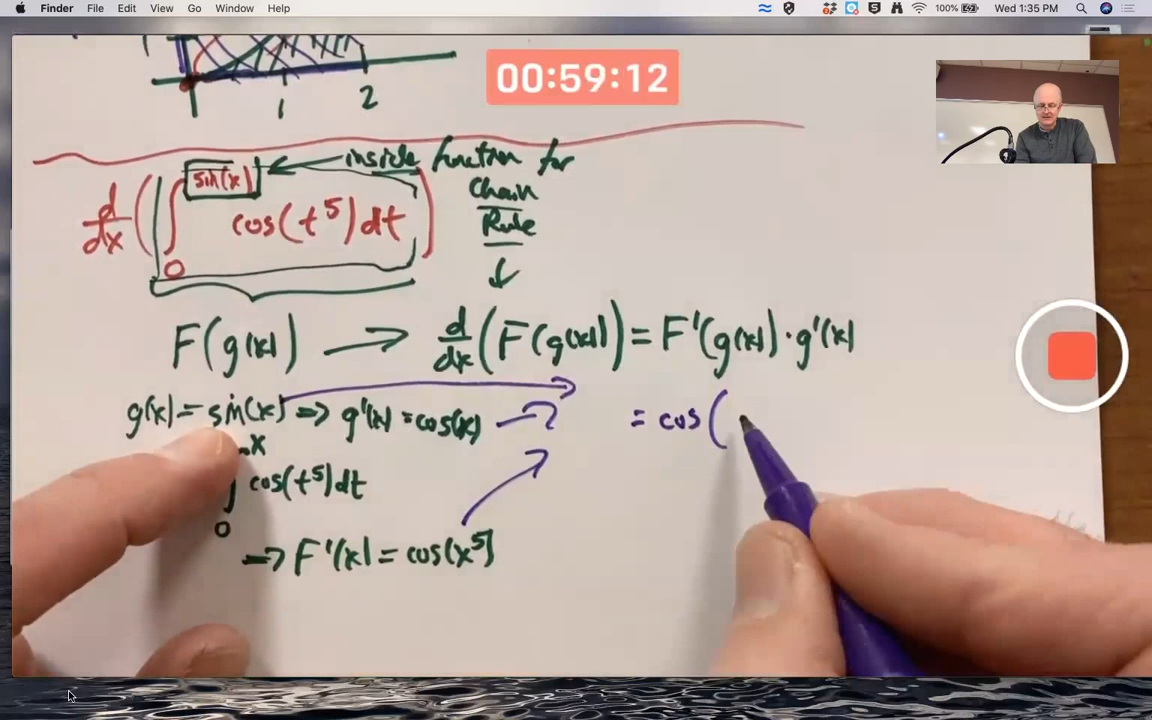 Finder File Edit View Go Window Help 100% Wed 1:35 PM
00:59:12
1 2
inside function for
Chain
Rule
d/dx ( ∫ 0 sin(x) cos(t^5) dt )
F(g(x)) → d/dx (F(g(x))) = F'(g(x)) · g'(x)
g(x) = sin(x) ⇒ g'(x) = cos(x)
= cos(
x
cos(t^5) dt
0
→ F'(x) = cos(x^5)